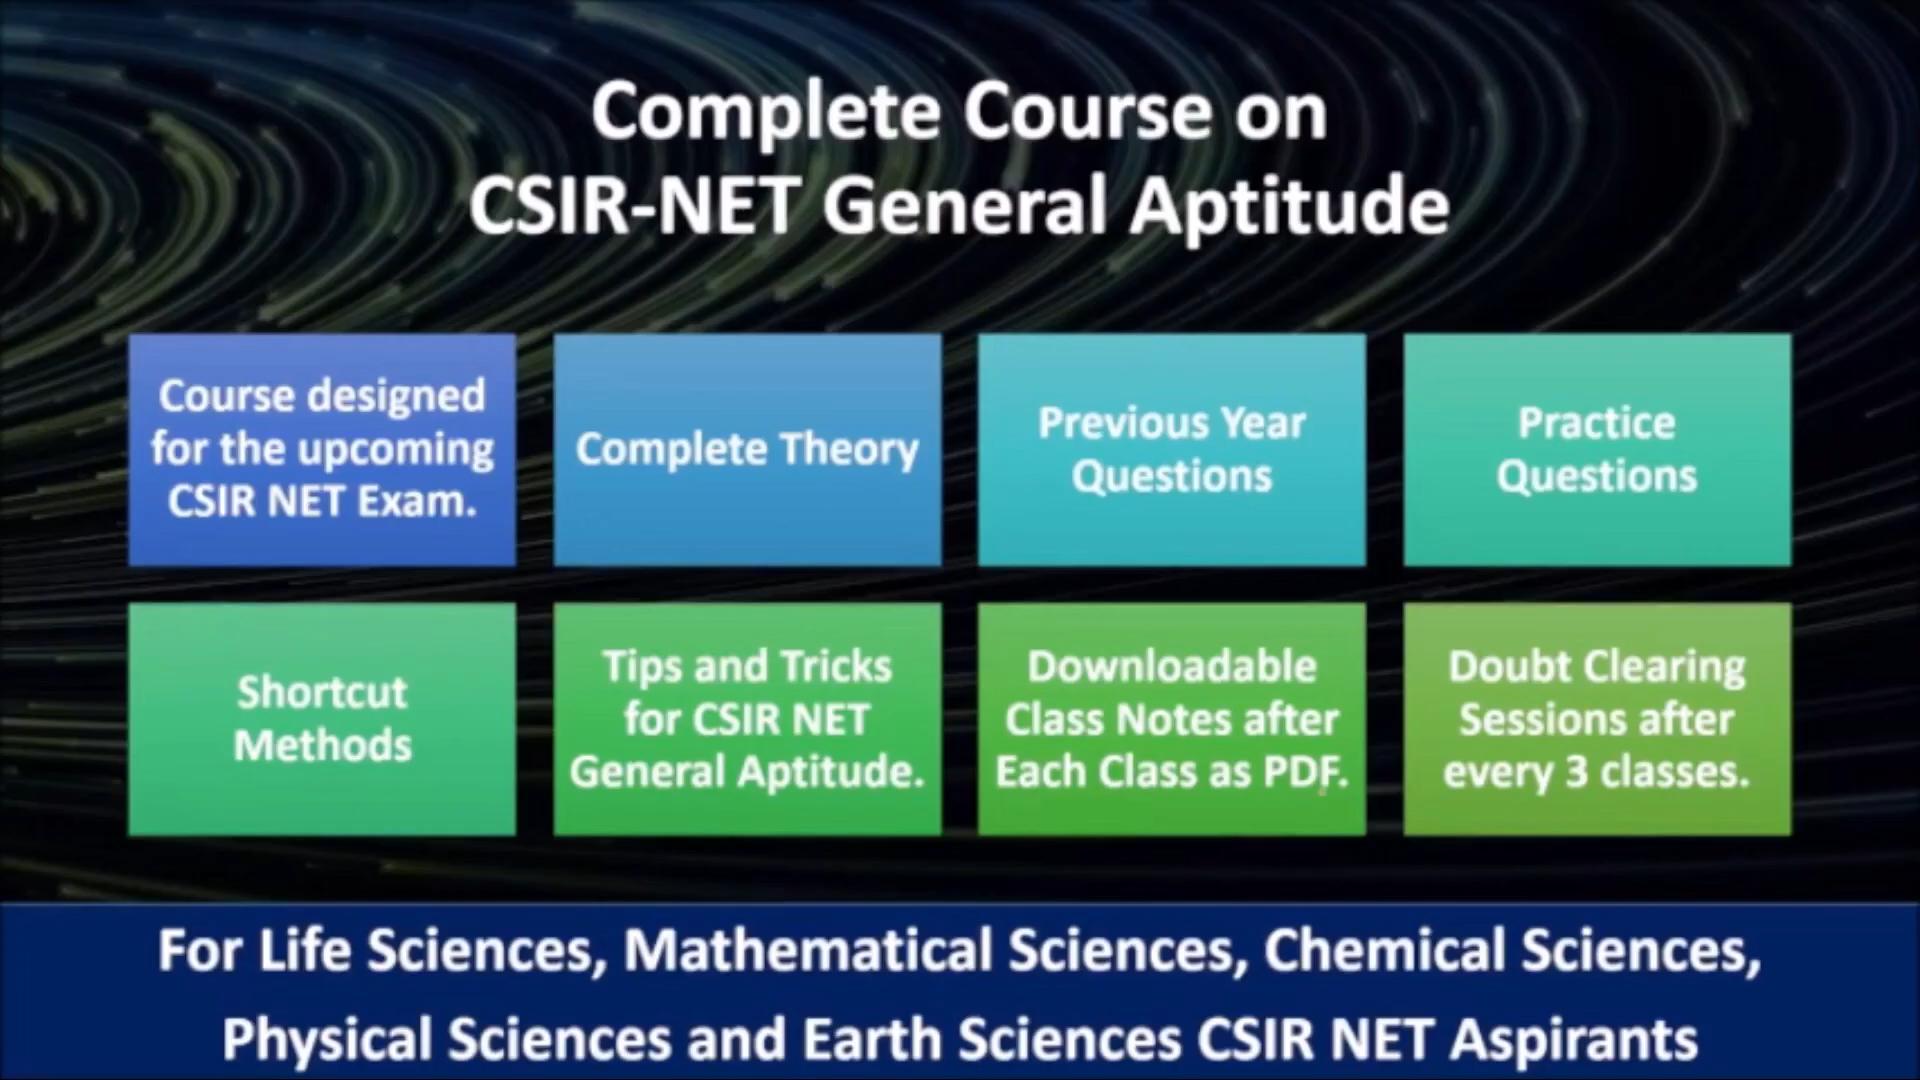 Complete Course on
CSIR-NET General Aptitude
Course designed
for the upcoming
CSIR NET Exam.
Complete Theory
Previous Year
Questions
Practice
Questions
Shortcut
Methods
Tips and Tricks
for CSIR NET
General Aptitude.
Downloadable
Class Notes after
Each Class as PDF.
Doubt Clearing
Sessions after
every 3 classes.
For Life Sciences, Mathematical Sciences, Chemical Sciences,
Physical Sciences and Earth Sciences CSIR NET Aspirants